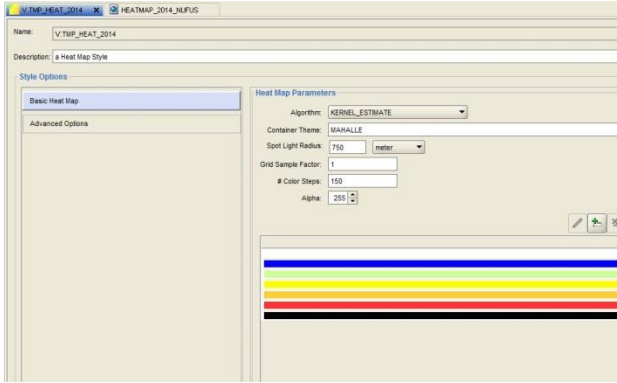 V.TMP_HEAT_2014 HEATMAP_2014_NUFUS
Name: V.TMP_HEAT_2014
Description: a Heat Map Style
Style Options
Basic Heat Map
Advanced Options
Heat Map Parameters
Algorithm: KERNEL_ESTIMATE
Container Theme: MAHALLE
Spot Light Radius: 750 meter
Grid Sample Factor: 1
# Color Steps: 150
Alpha: 255